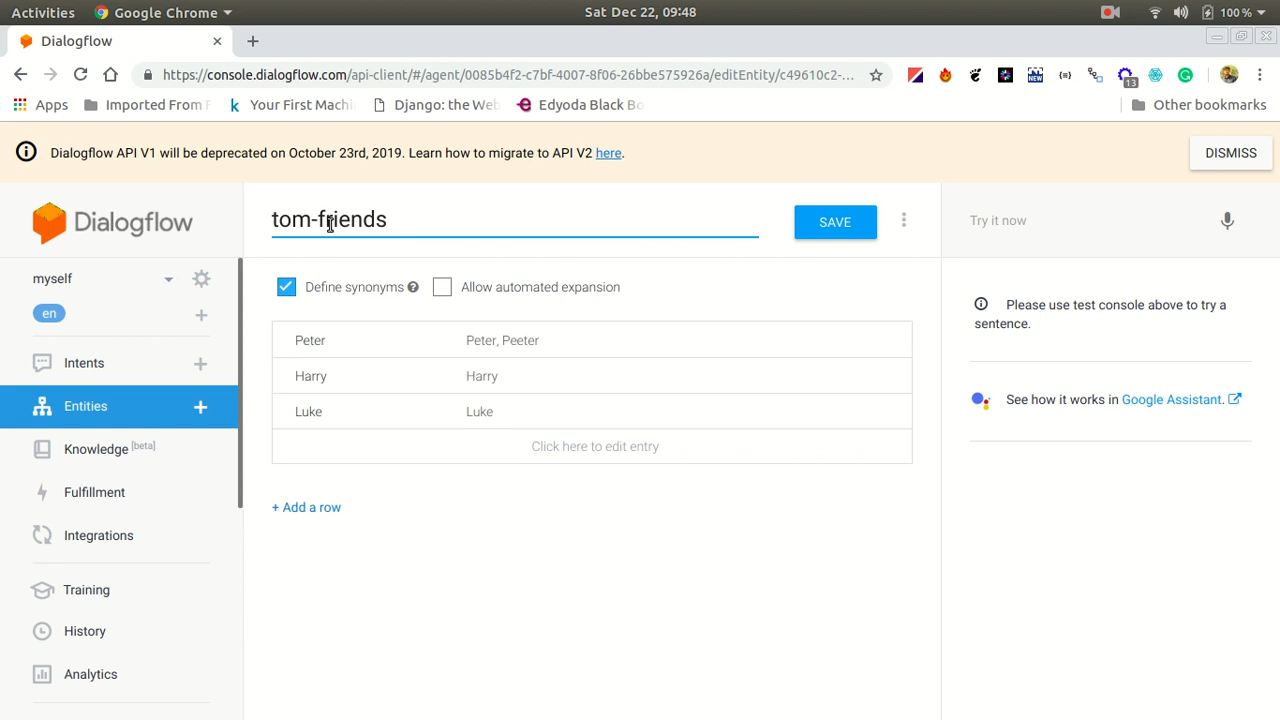 Activities Google Chrome Sat Dec 22, 09:48 100 %
Dialogflow
https://console.dialogflow.com/api-client/#/agent/0085b4f2-c7bf-4007-8f06-26bbe575926a/editEntity/c49610c2-... NEW 13
Apps Imported From F Your First Machi Django: the Web Edyoda Black Bo Other bookmarks
Dialogflow API V1 will be deprecated on October 23rd, 2019. Learn how to migrate to API V2 here. DISMISS
Dialogflow
tom-friends SAVE
Try it now
myself
en
Define synonyms Allow automated expansion
Please use test console above to try a
sentence.
Peter Peter, Peeter
Harry Harry
Luke Luke
Click here to edit entry
+ Add a row
See how it works in Google Assistant.
Intents
Entities
Knowledge [beta]
Fulfillment
Integrations
Training
History
Analytics